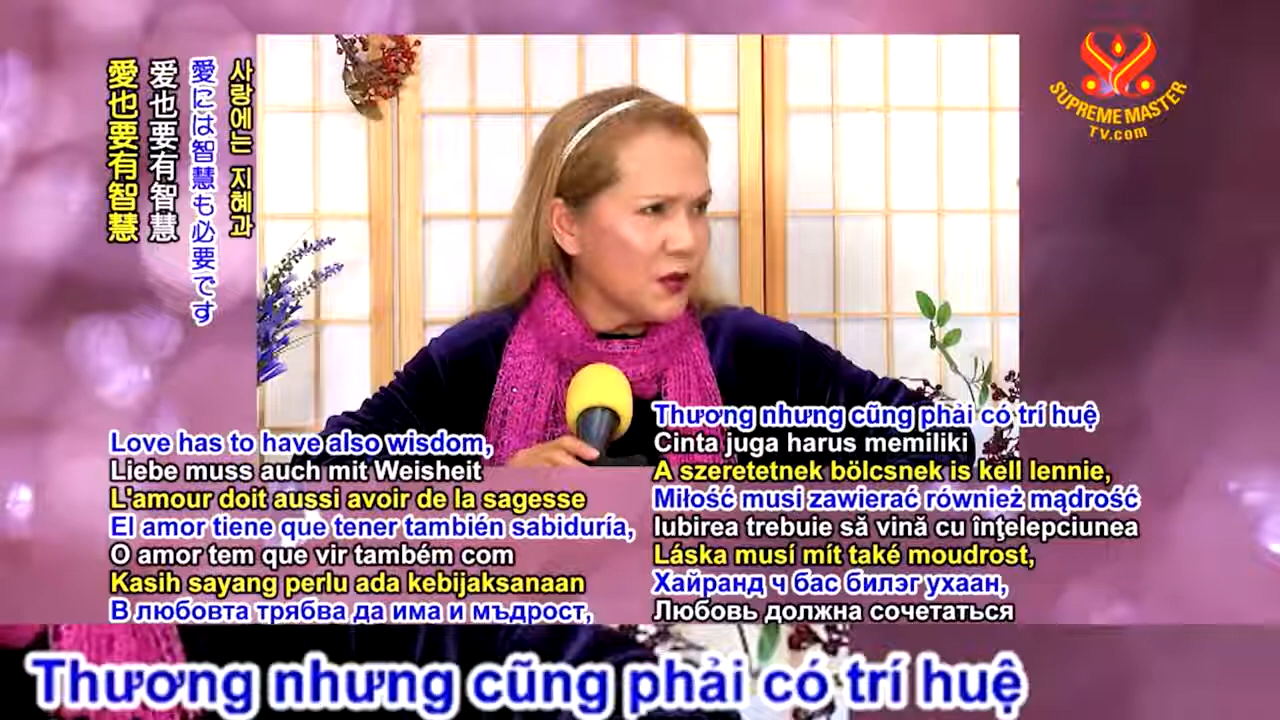 愛也要有智慧
爱也要有智慧
愛には智慧も必要です
사랑에는 지혜과
SUPREME MASTER
TV.com
Love has to have also wisdom,
Liebe muss auch mit Weisheit
L'amour doit aussi avoir de la sagesse
El amor tiene que tener también sabiduría,
O amor tem que vir também com
Kasih sayang perlu ada kebijaksanaan
В любовта трябва да има и мъдрост,
Thương nhưng cũng phải có trí huệ
Cinta juga harus memiliki
A szeretetnek bölcsnek is kell lennie,
Miłość musi zawierać również mądrość
Iubirea trebuie să vină cu înţelepciunea
Láska musí mít také moudrost,
Хайранд ч бас билэг ухаан,
Любовь должна сочетаться
Thương nhưng cũng phải có trí huệ